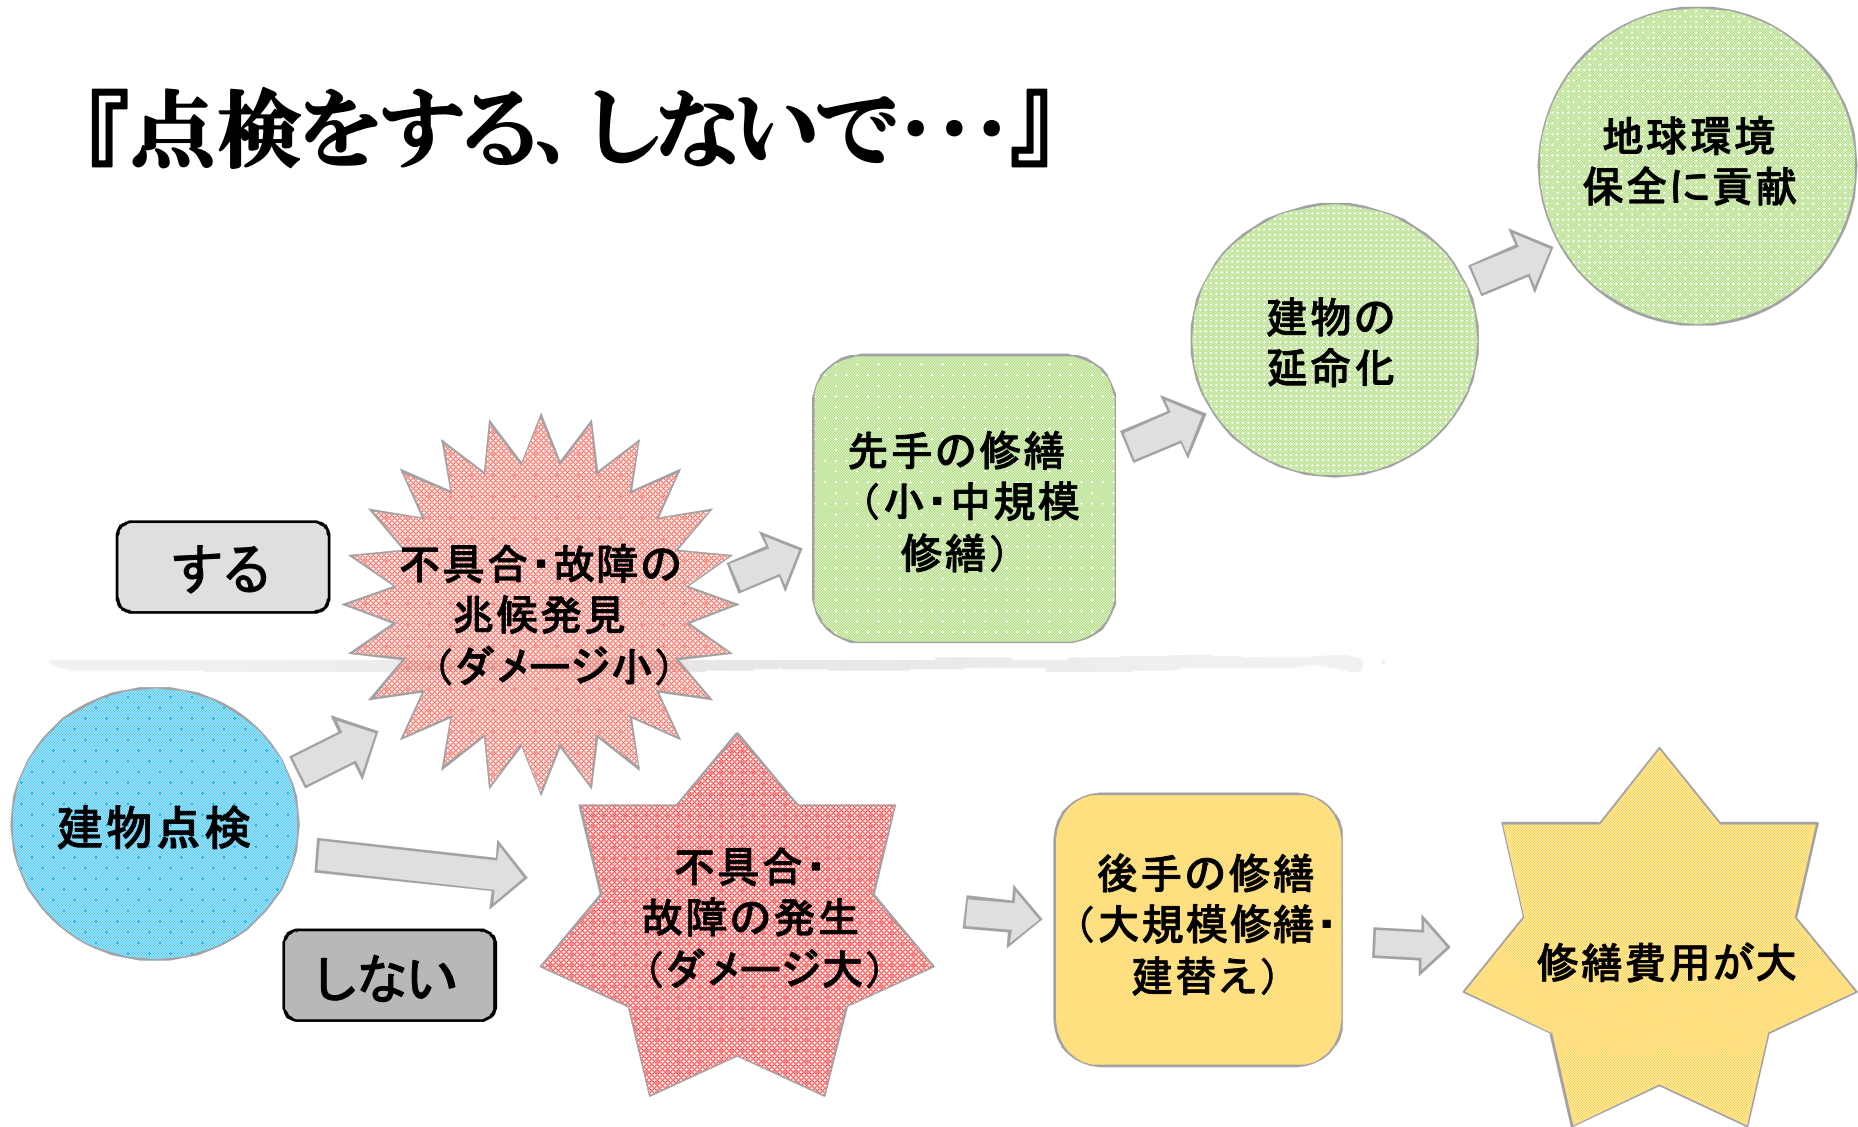 『点検をする、しないで・・・』
地球環境
保全に貢献
建物の
延命化
先手の修繕
（小・中規模
修繕）
する
不具合・故障の
兆候発見
（ダメージ小）
建物点検
しない
不具合・
故障の発生
（ダメージ大）
後手の修繕
（大規模修繕・
建替え）
修繕費用が大